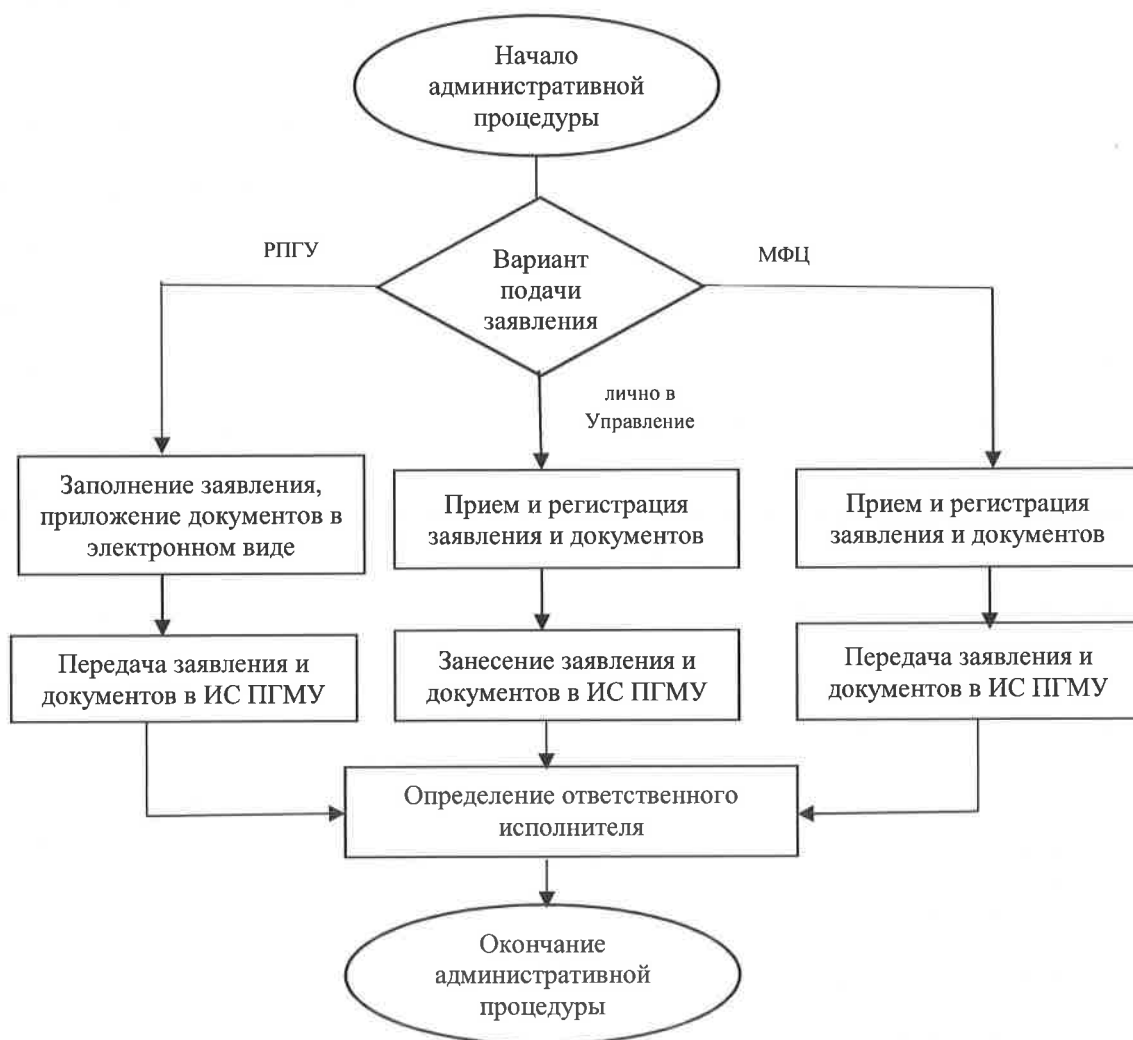 Начало
административной
процедуры
РПГУ
Вариант
подачи
заявления
МФЦ
лично в
Управление
Заполнение заявления,
приложение документов в
электронном виде
Прием и регистрация
заявления и документов
Прием и регистрация
заявления и документов
Передача заявления и
документов в ИС ПГМУ
Занесение заявления и
документов в ИС ПГМУ
Передача заявления и
документов в ИС ПГМУ
Определение ответственного
исполнителя
Окончание
административной
процедуры